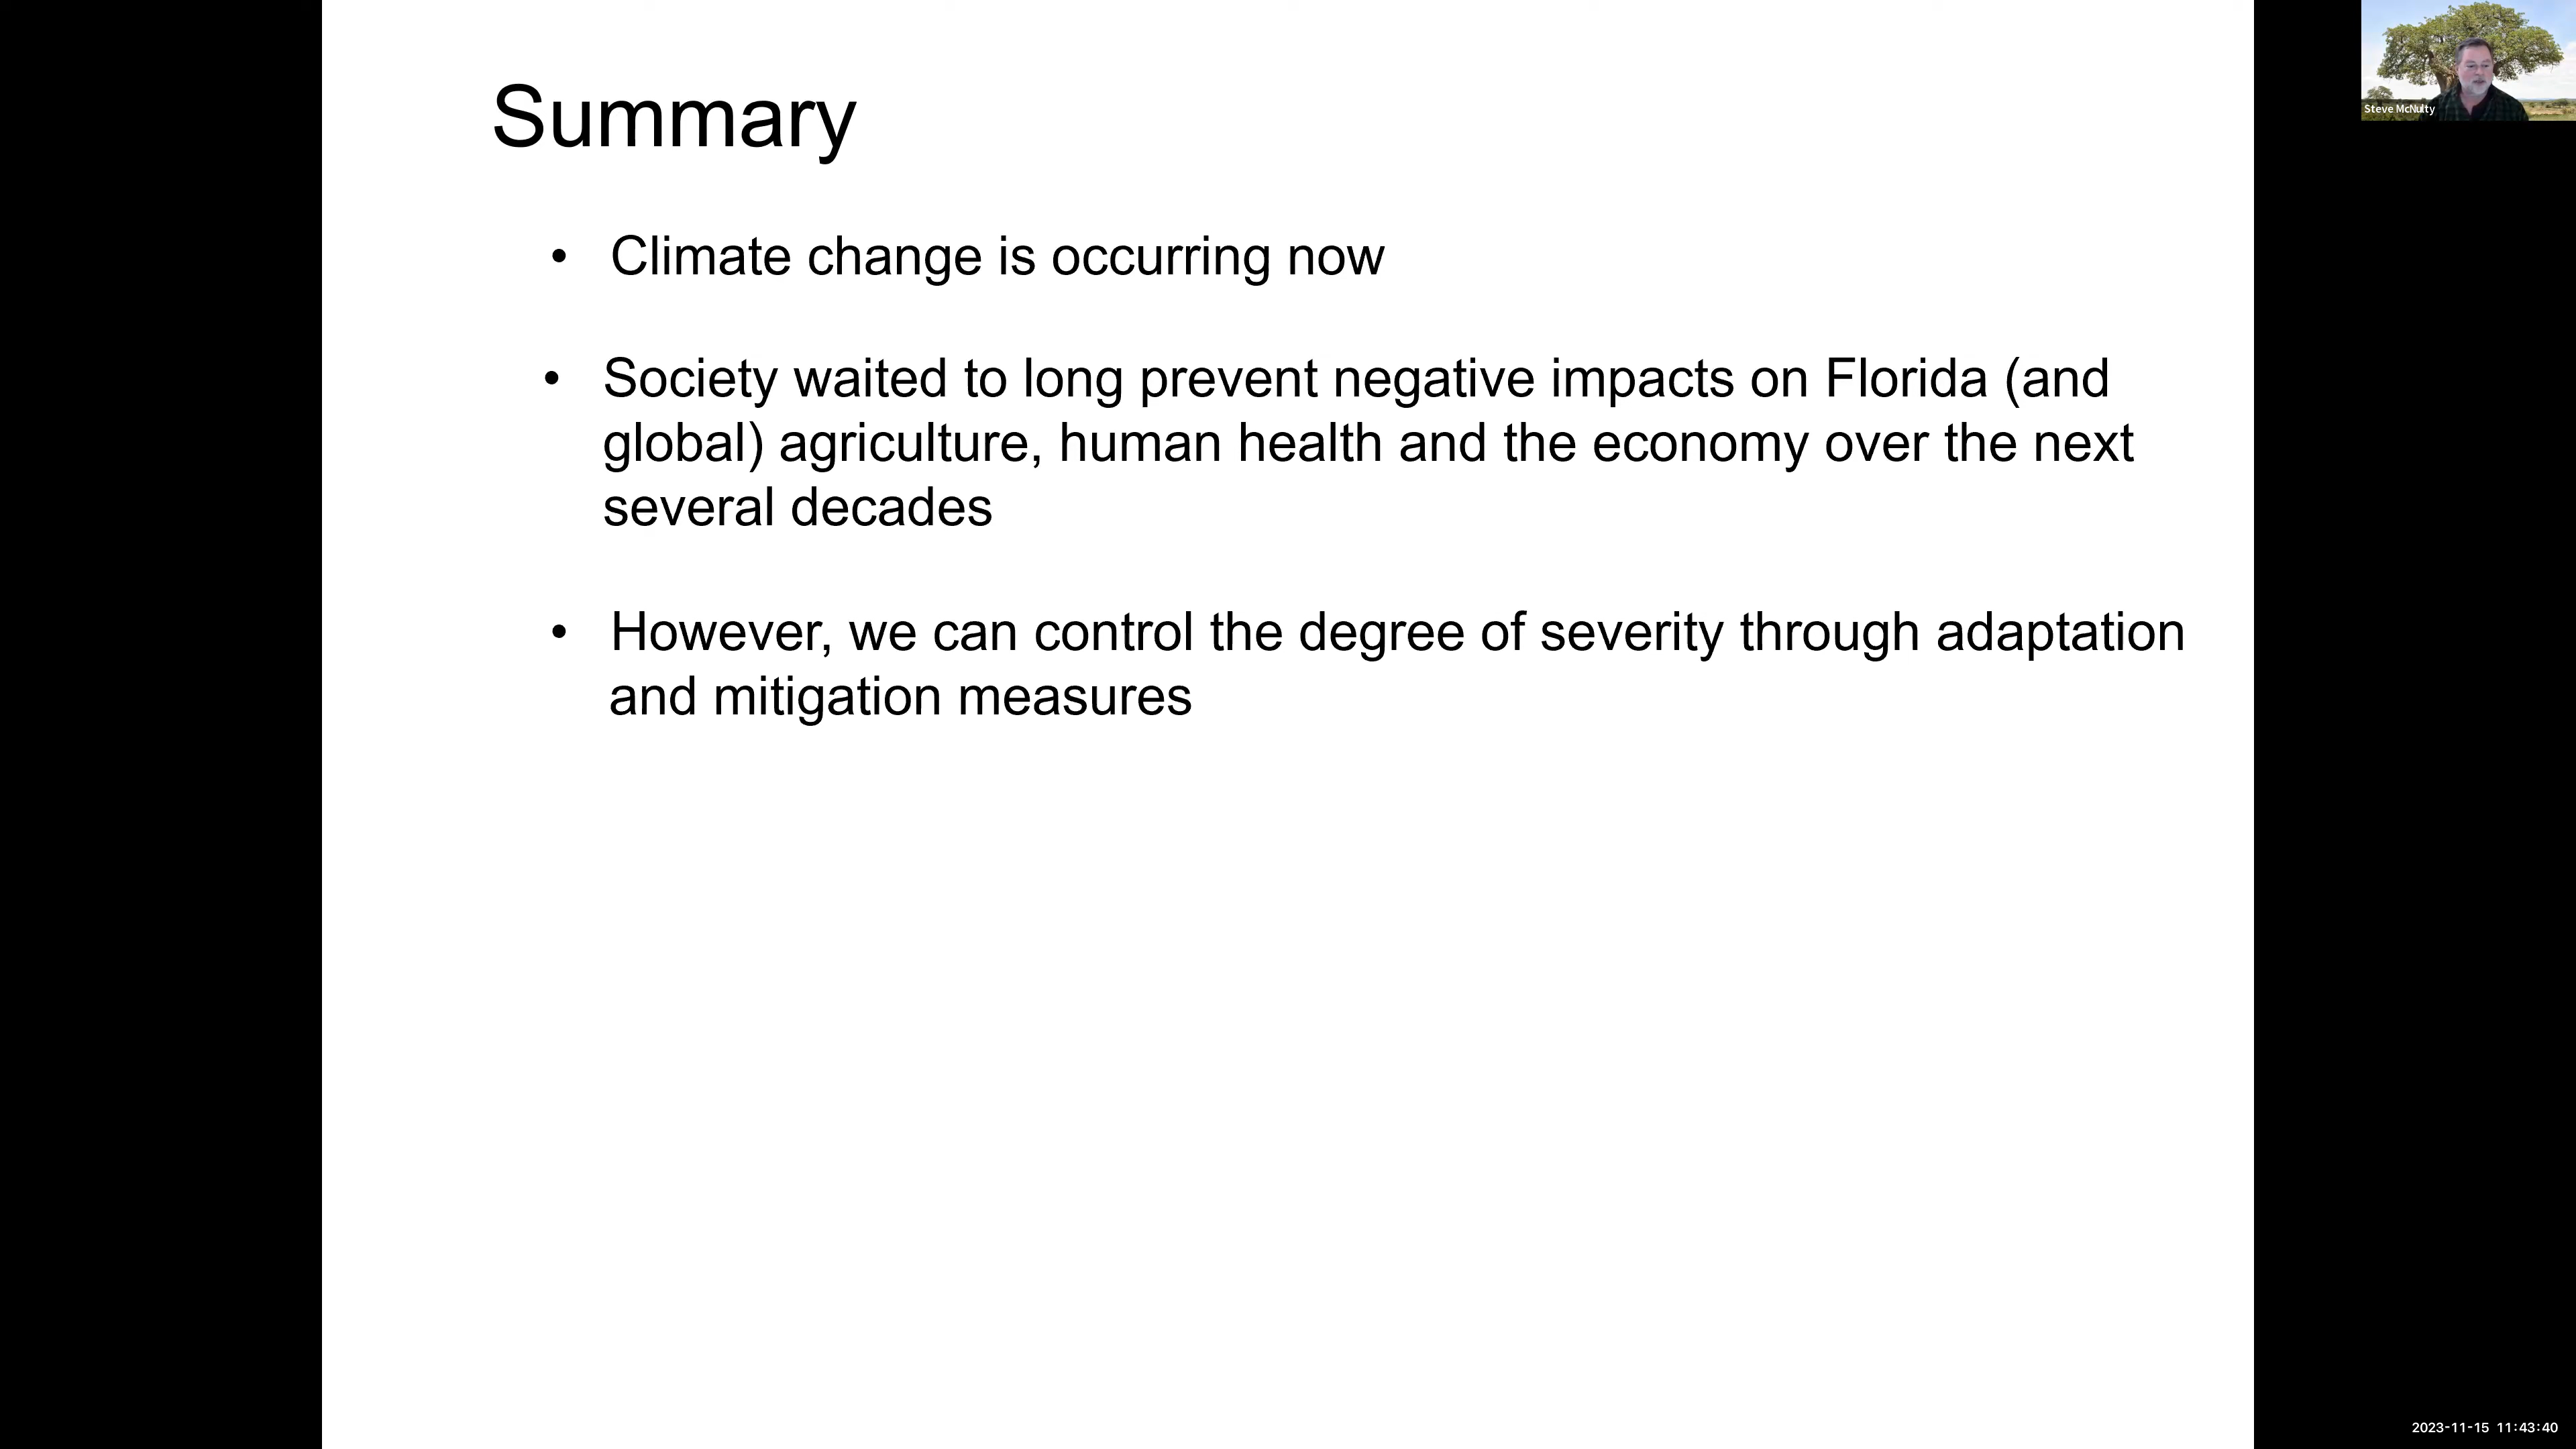 Summary
• Climate change is occurring now
• Society waited to long prevent negative impacts on Florida (and
global) agriculture, human health and the economy over the next
several decades
• However, we can control the degree of severity through adaptation
and mitigation measures
Steve McNulty
2023-11-15 11:43:40